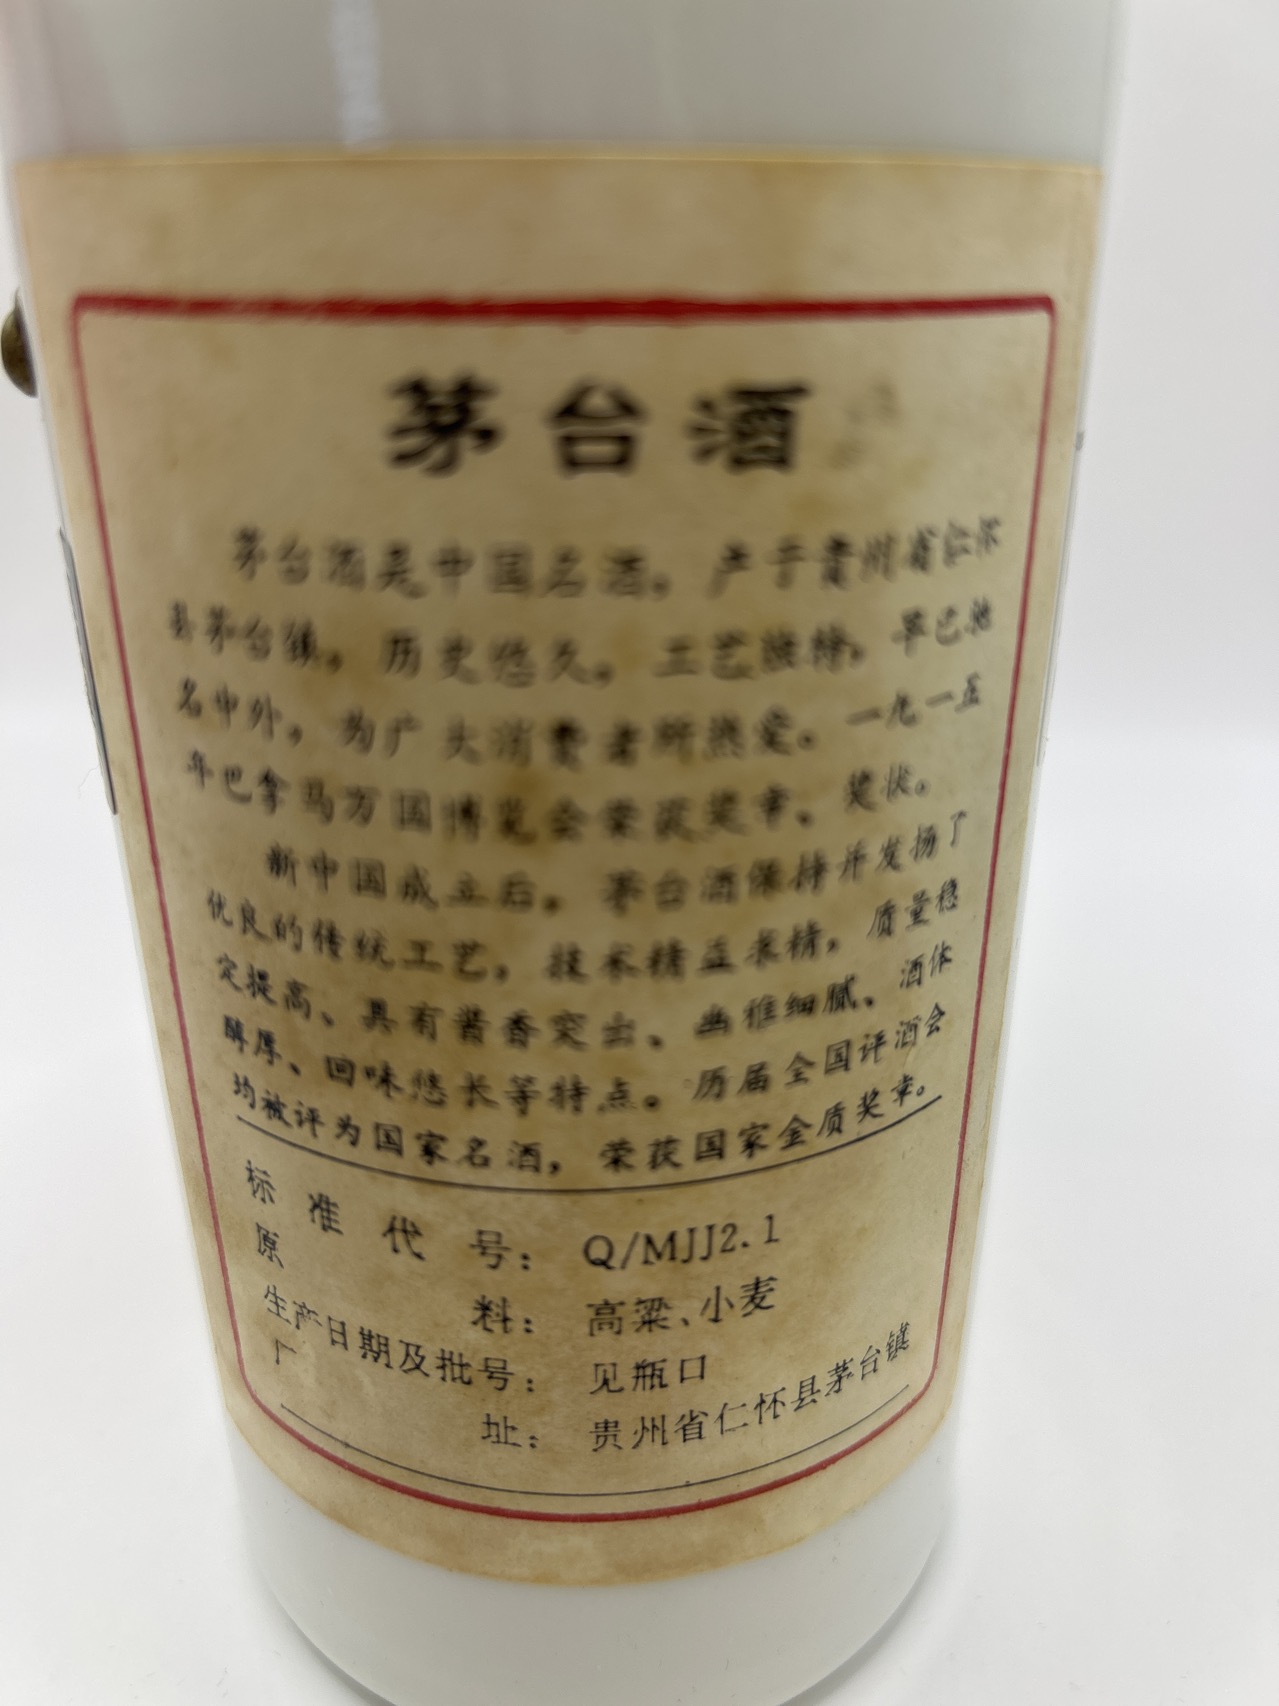 茅台酒
茅台酒是中国名酒，产于贵州省仁怀
县茅台镇，历史悠久，工艺独特，早已驰
名中外，为广大消费者所热爱。一九一五
年巴拿马万国博览会荣获奖章、奖状。
新中国成立后，茅台酒保持并发扬了
优良的传统工艺，技术精益求精，质量稳
定提高、具有酱香突出、幽雅细腻、酒体
醇厚、回味悠长等特点。历届全国评酒会
均被评为国家名酒，荣获国家金质奖章。
标准代号：Q/MJJ2.1
原料：高粱、小麦
生产日期及批号：见瓶口
厂址：贵州省仁怀县茅台镇